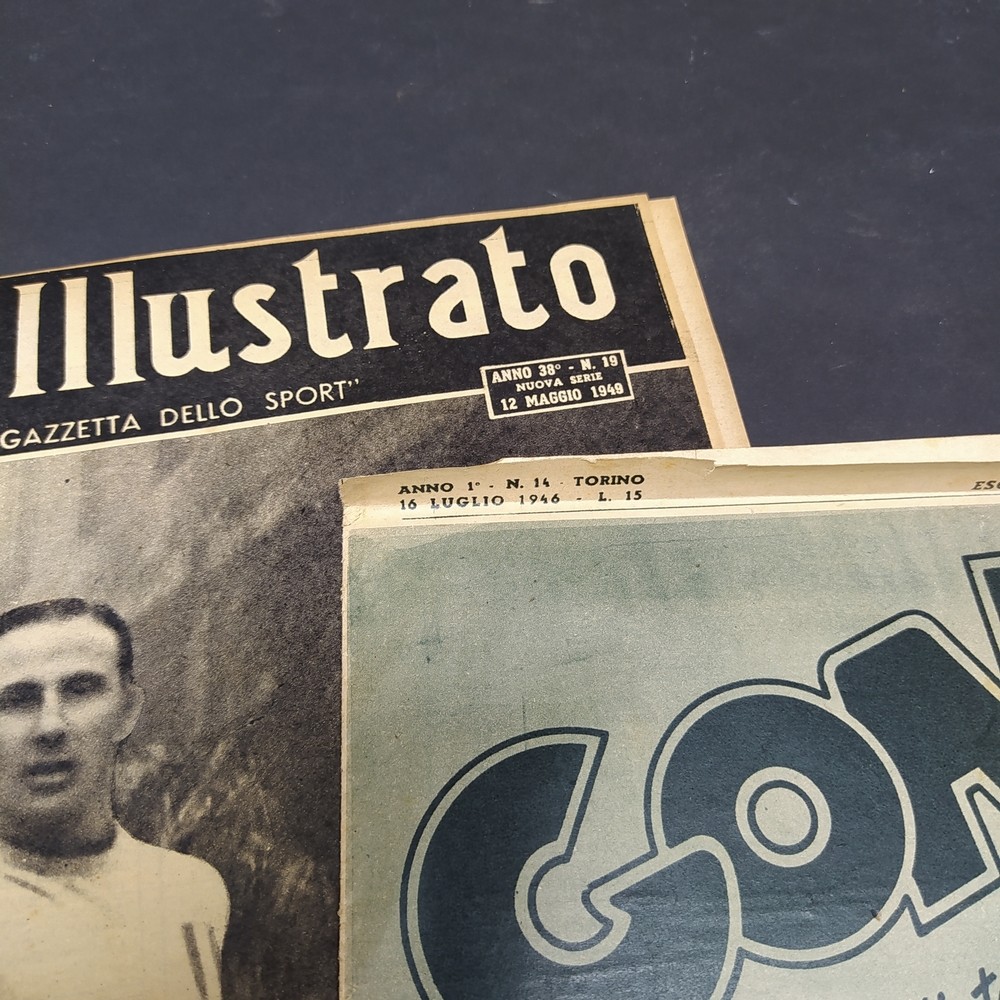 Illustrato
GAZZETTA DELLO SPORT"
ANNO 38° - N. 19
NUOVA SERIE
12 MAGGIO 1949
ANNO 1° - N. 14 - TORINO
16 LUGLIO 1946 - L. 15